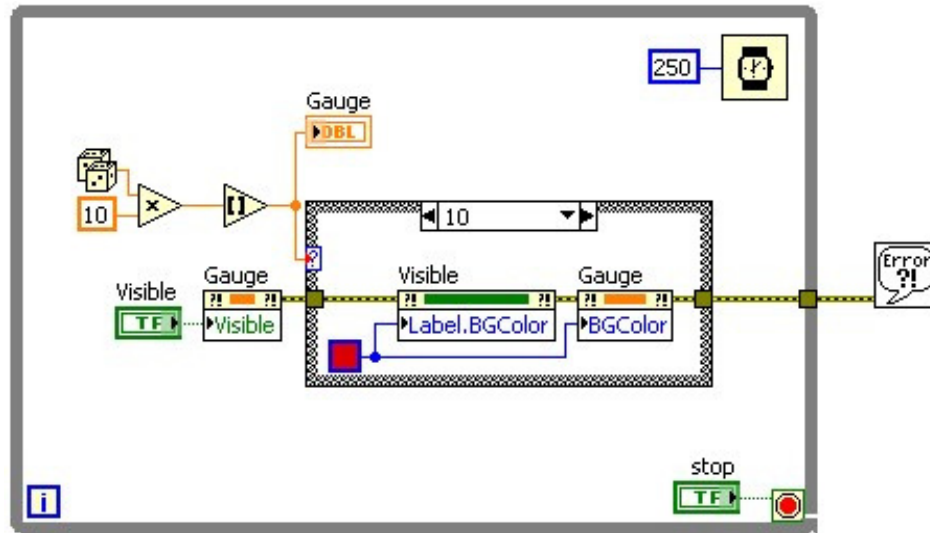 250
Gauge
DBL
10
10
Error
?!
Visible
TF
Gauge
?! ?!
Visible
?
Visible
?! ?!
Label.BGColor
Gauge
?! ?!
BGColor
i
stop
TF